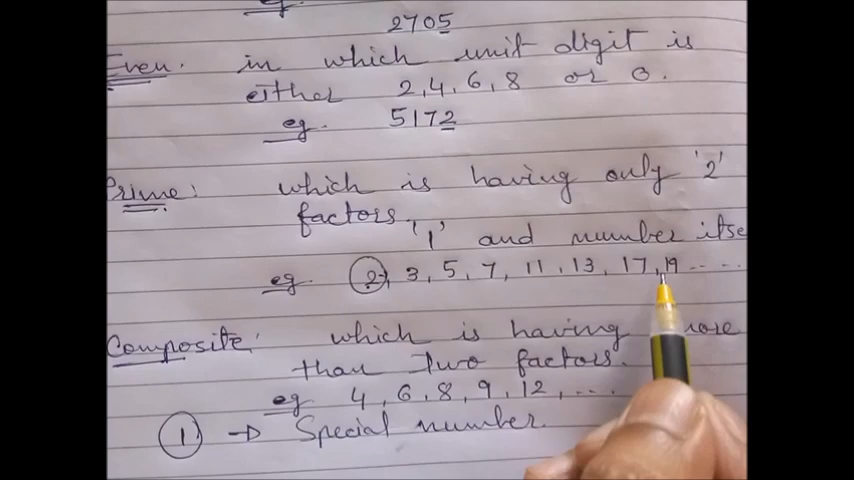 eg.
2705
Even: in which unit digit is
either 2, 4, 6, 8 or 0.
eg. 5172
Prime: which is having only '2'
factors, '1' and number itse
eg. 2, 3, 5, 7, 11, 13, 17, 19 ....
Composite: which is having more
than Two factors.
eg 4, 6, 8, 9, 12, ....
1 → Special number.